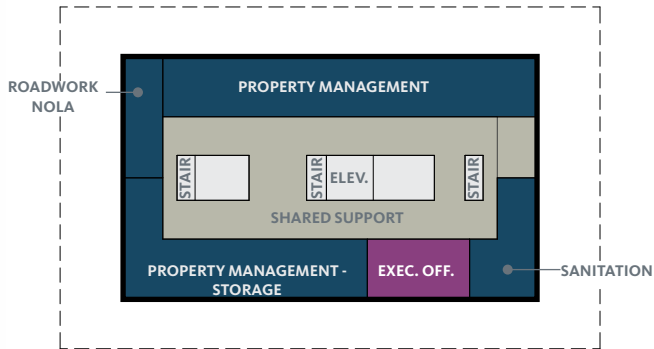 ROADWORK
NOLA
PROPERTY MANAGEMENT
STAIR
STAIR
ELEV.
STAIR
SHARED SUPPORT
PROPERTY MANAGEMENT -
STORAGE
EXEC. OFF.
SANITATION